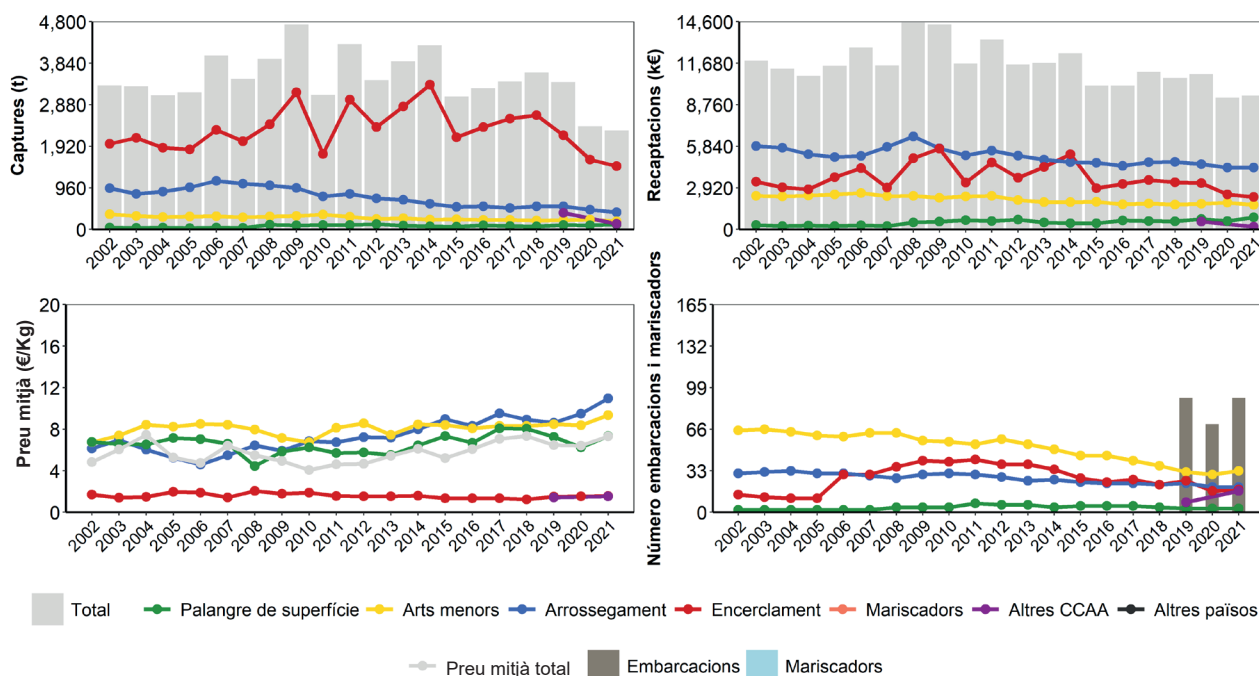 Captures (t)
4,800
3,840
2,880
1,920
960
0
2002 2003 2004 2005 2006 2007 2008 2009 2010 2011 2012 2013 2014 2015 2016 2017 2018 2019 2020 2021
Recaptacions (k€)
14,600
11,680
8,760
5,840
2,920
0
2002 2003 2004 2005 2006 2007 2008 2009 2010 2011 2012 2013 2014 2015 2016 2017 2018 2019 2020 2021
Preu mitjà (€/Kg)
20
16
12
8
4
0
2002 2003 2004 2005 2006 2007 2008 2009 2010 2011 2012 2013 2014 2015 2016 2017 2018 2019 2020 2021
Número embarcacions i mariscadors
165
132
99
66
33
0
2002 2003 2004 2005 2006 2007 2008 2009 2010 2011 2012 2013 2014 2015 2016 2017 2018 2019 2020 2021
Total Palangre de superfície Arts menors Arrossegament Encerclament Mariscadors Altres CCAA Altres països
Preu mitjà total Embarcacions Mariscadors